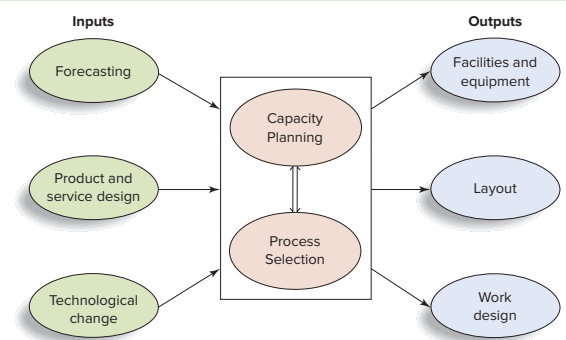 Inputs
Outputs
Forecasting
Product and
service design
Technological
change
Capacity
Planning
Process
Selection
Facilities and
equipment
Layout
Work
design